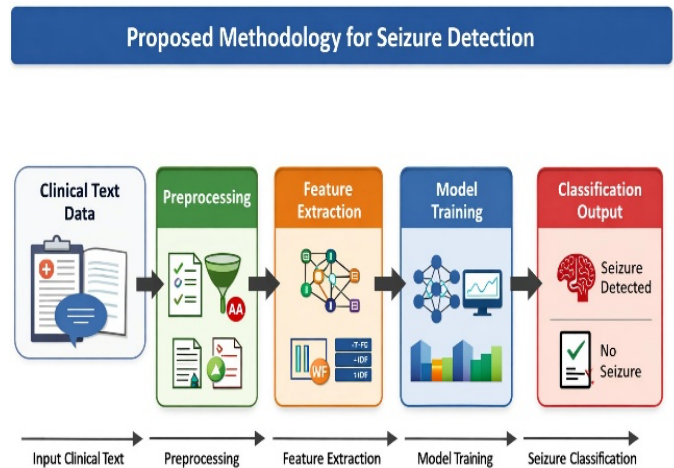 Proposed Methodology for Seizure Detection
Clinical Text
Data
Preprocessing
AA
Feature
Extraction
WF
-T-FG
-IDF
1IDF
Model
Training
Classification
Output
Seizure
Detected
No
Seizure
Input Clinical Text
Preprocessing
Feature Extraction
Model Training
Seizure Classification